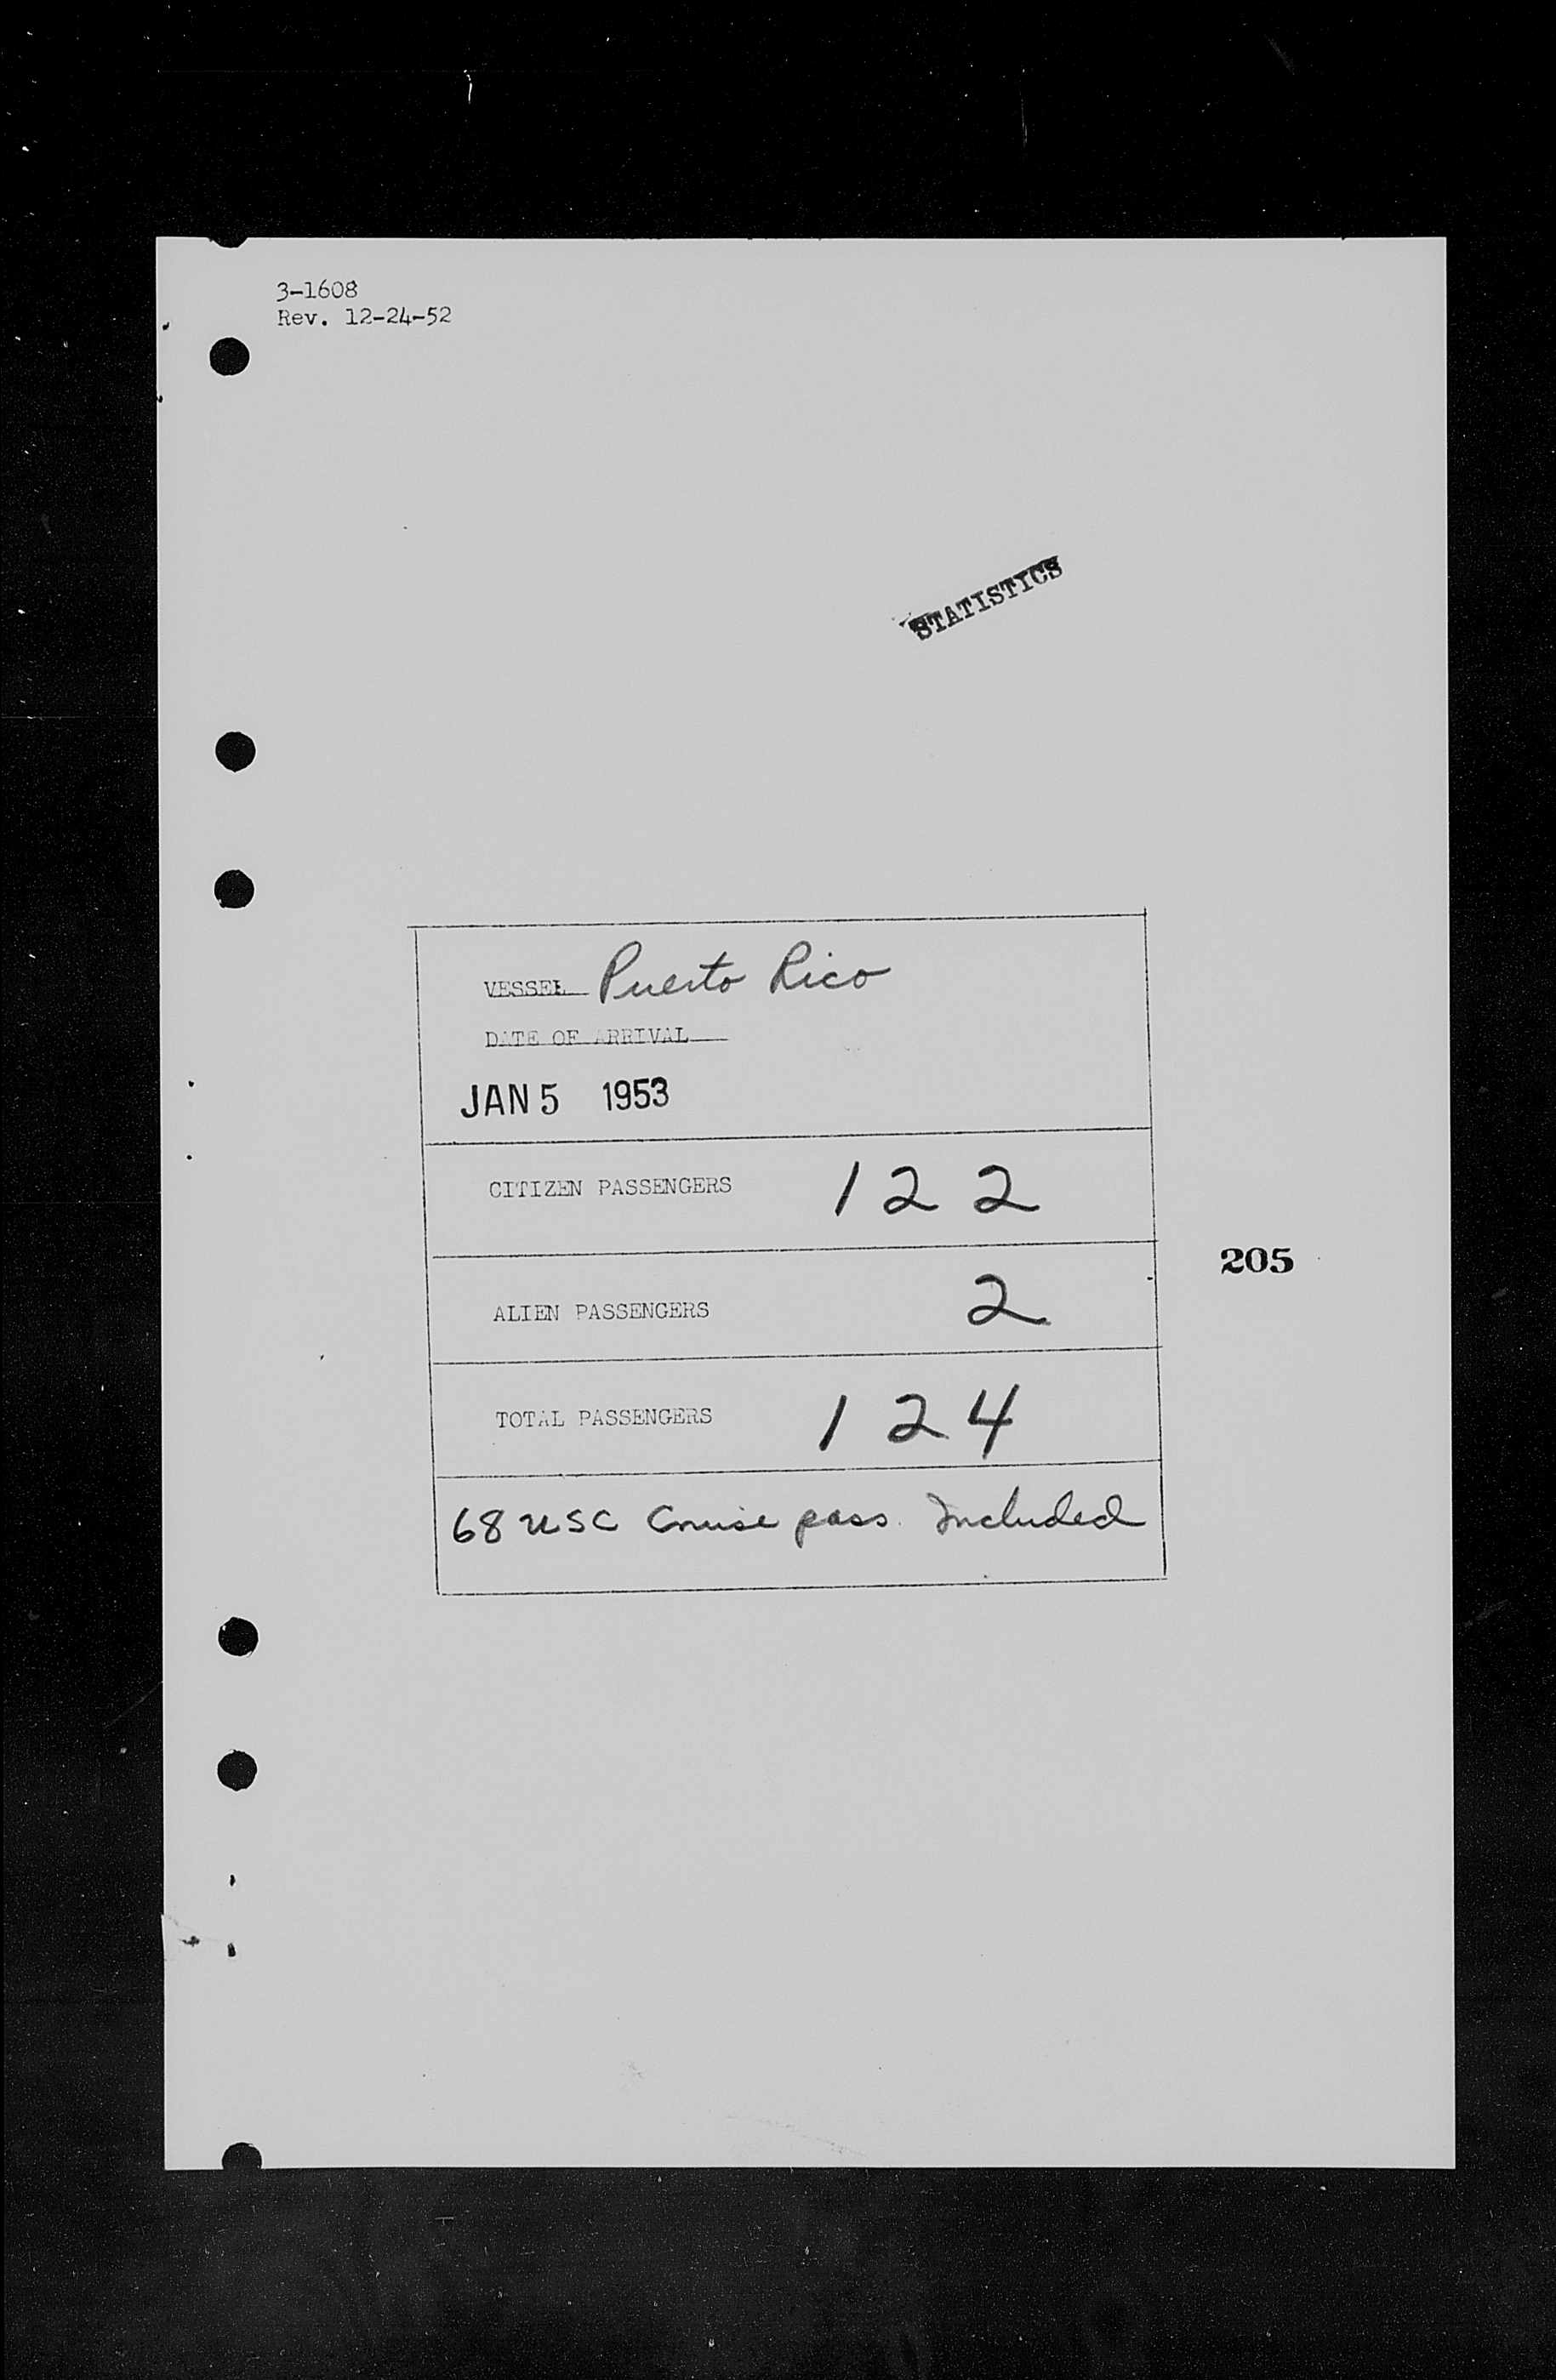 3-1608
Rev. 12-24-52
STATISTICS
VESSEL Puerto Rico
DATE OF ARRIVAL
JAN 5 1953
CITIZEN PASSENGERS 122
205
ALIEN PASSENGERS 2
TOTAL PASSENGERS 124
68 USC Cruise pass. Included